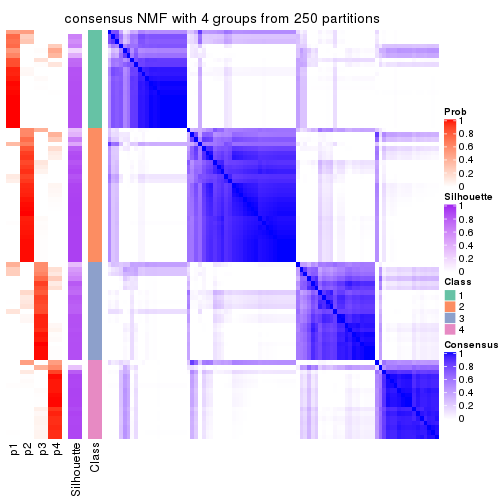 consensus NMF with 4 groups from 250 partitions
Prob
1
0.8
0.6
0.4
0.2
0
Silhouette
1
0.8
0.6
0.4
0.2
0
Class
1
2
3
4
Consensus
1
0.8
0.6
0.4
0.2
0
p1
p2
p3
p4
Silhouette
Class